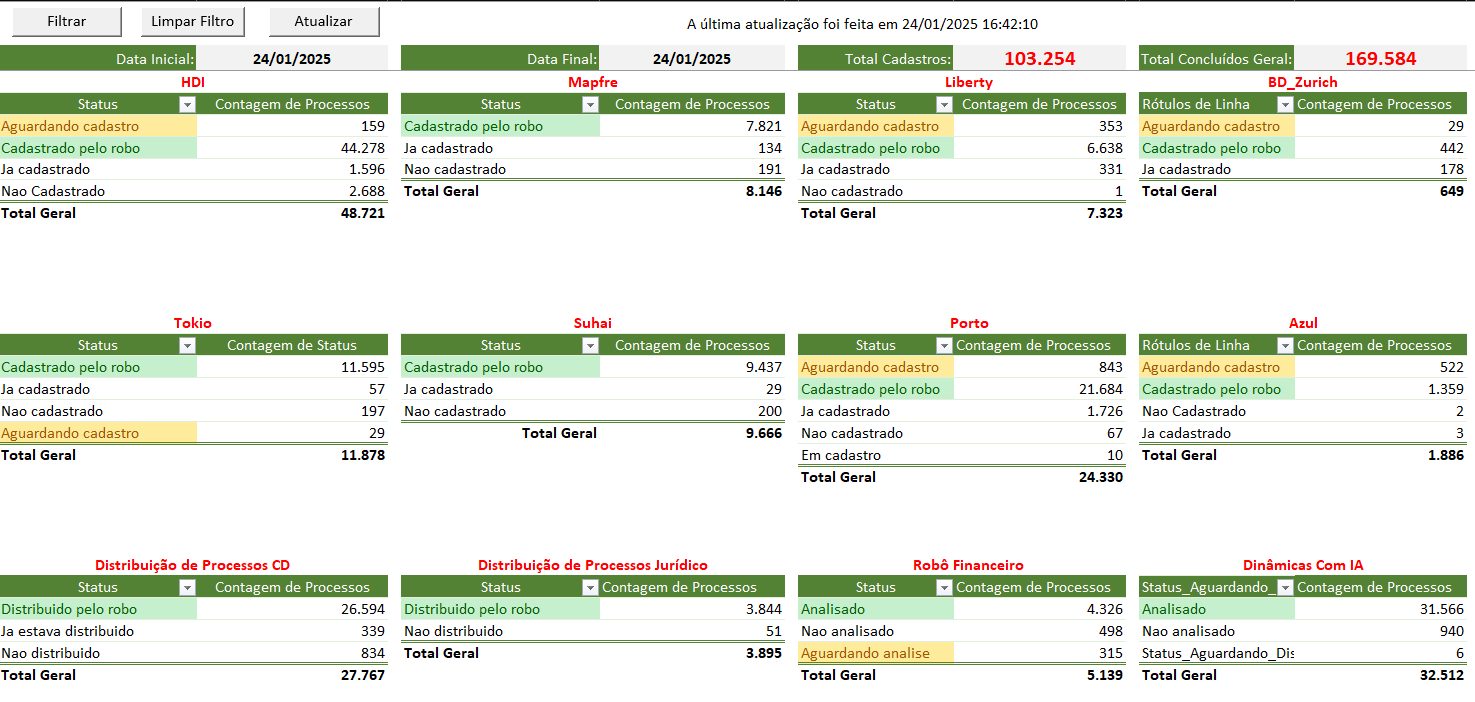 Filtrar Limpar Filtro Atualizar A última atualização foi feita em 24/01/2025 16:42:10
Data Inicial: 24/01/2025 Data Final: 24/01/2025 Total Cadastros: 103.254 Total Concluídos Geral: 169.584
HDI Mapfre Liberty BD_Zurich
Status Contagem de Processos Status Contagem de Processos Status Contagem de Processos Rótulos de Linha Contagem de Processos
Aguardando cadastro 159 Cadastrado pelo robo 7.821 Aguardando cadastro 353 Aguardando cadastro 29
Cadastrado pelo robo 44.278 Ja cadastrado 134 Cadastrado pelo robo 6.638 Cadastrado pelo robo 442
Ja cadastrado 1.596 Nao cadastrado 191 Ja cadastrado 331 Ja cadastrado 178
Nao Cadastrado 2.688 Total Geral 8.146 Nao cadastrado 1 Total Geral 649
Total Geral 48.721 Total Geral 7.323
Tokio Suhai Porto Azul
Status Contagem de Status Status Contagem de Processos Status Contagem de Processos Rótulos de Linha Contagem de Processos
Cadastrado pelo robo 11.595 Cadastrado pelo robo 9.437 Aguardando cadastro 843 Aguardando cadastro 522
Ja cadastrado 57 Ja cadastrado 29 Cadastrado pelo robo 21.684 Cadastrado pelo robo 1.359
Nao cadastrado 197 Nao cadastrado 200 Ja cadastrado 1.726 Nao Cadastrado 2
Aguardando cadastro 29 Total Geral 9.666 Nao cadastrado 67 Ja cadastrado 3
Total Geral 11.878 Em cadastro 10 Total Geral 1.886
Total Geral 24.330
Distribuição de Processos CD Distribuição de Processos Jurídico Robô Financeiro Dinâmicas Com IA
Status Contagem de Processos Status Contagem de Processos Status Contagem de Processos Status_Aguardando_ Contagem de Processos
Distribuido pelo robo 26.594 Distribuido pelo robo 3.844 Analisado 4.326 Analisado 31.566
Ja estava distribuido 339 Nao distribuido 51 Nao analisado 498 Nao analisado 940
Nao distribuido 834 Total Geral 3.895 Aguardando analise 315 Status_Aguardando_Dis 6
Total Geral 27.767 Total Geral 5.139 Total Geral 32.512